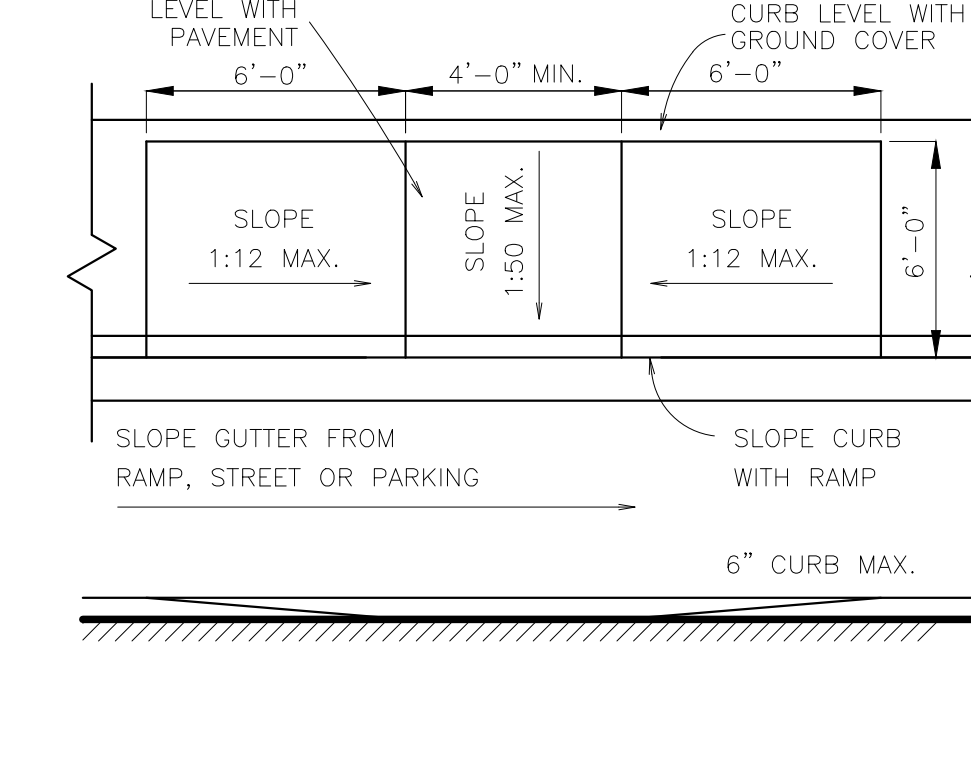 LEVEL WITH
PAVEMENT
CURB LEVEL WITH
GROUND COVER
6'-0"
4'-0" MIN.
6'-0"
SLOPE
1:12 MAX.
SLOPE
1:50 MAX.
SLOPE
1:12 MAX.
6'-0"
SLOPE GUTTER FROM
RAMP, STREET OR PARKING
SLOPE CURB
WITH RAMP
6" CURB MAX.